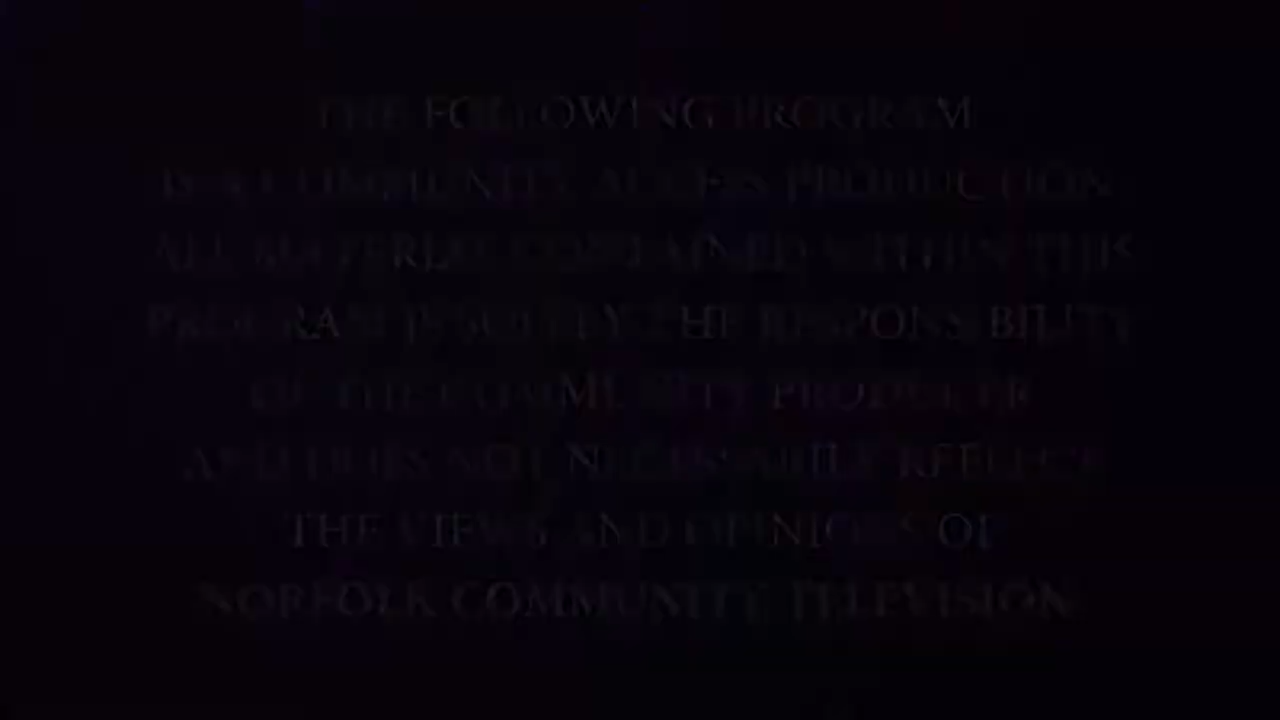 THE FOLLOWING PROGRAM
IS A COMMUNITY ACCESS PRODUCTION
ALL MATERIAL CONTAINED WITHIN THIS
PROGRAM IS SOLELY THE RESPONSIBILITY
OF THE COMMUNITY PRODUCER
AND DOES NOT NECESSARILY REFLECT
THE VIEWS AND OPINIONS OF
NORFOLK COMMUNITY TELEVISION